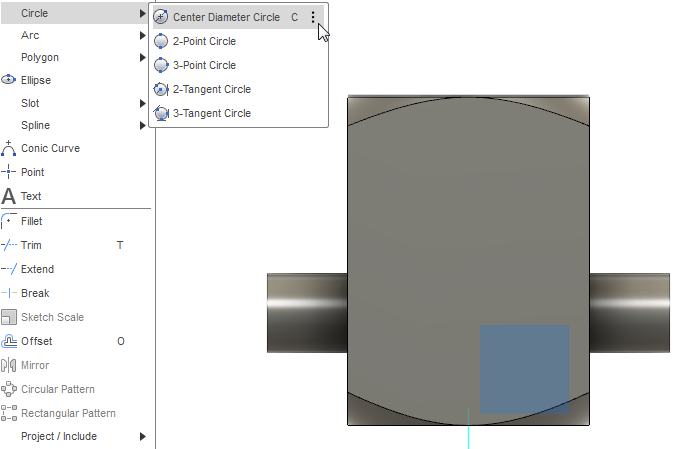 Circle
Center Diameter Circle C
Arc
2-Point Circle
Polygon
3-Point Circle
Ellipse
2-Tangent Circle
Slot
3-Tangent Circle
Spline
Conic Curve
Point
Text
Fillet
Trim T
Extend
Break
Sketch Scale
Offset O
Mirror
Circular Pattern
Rectangular Pattern
Project / Include